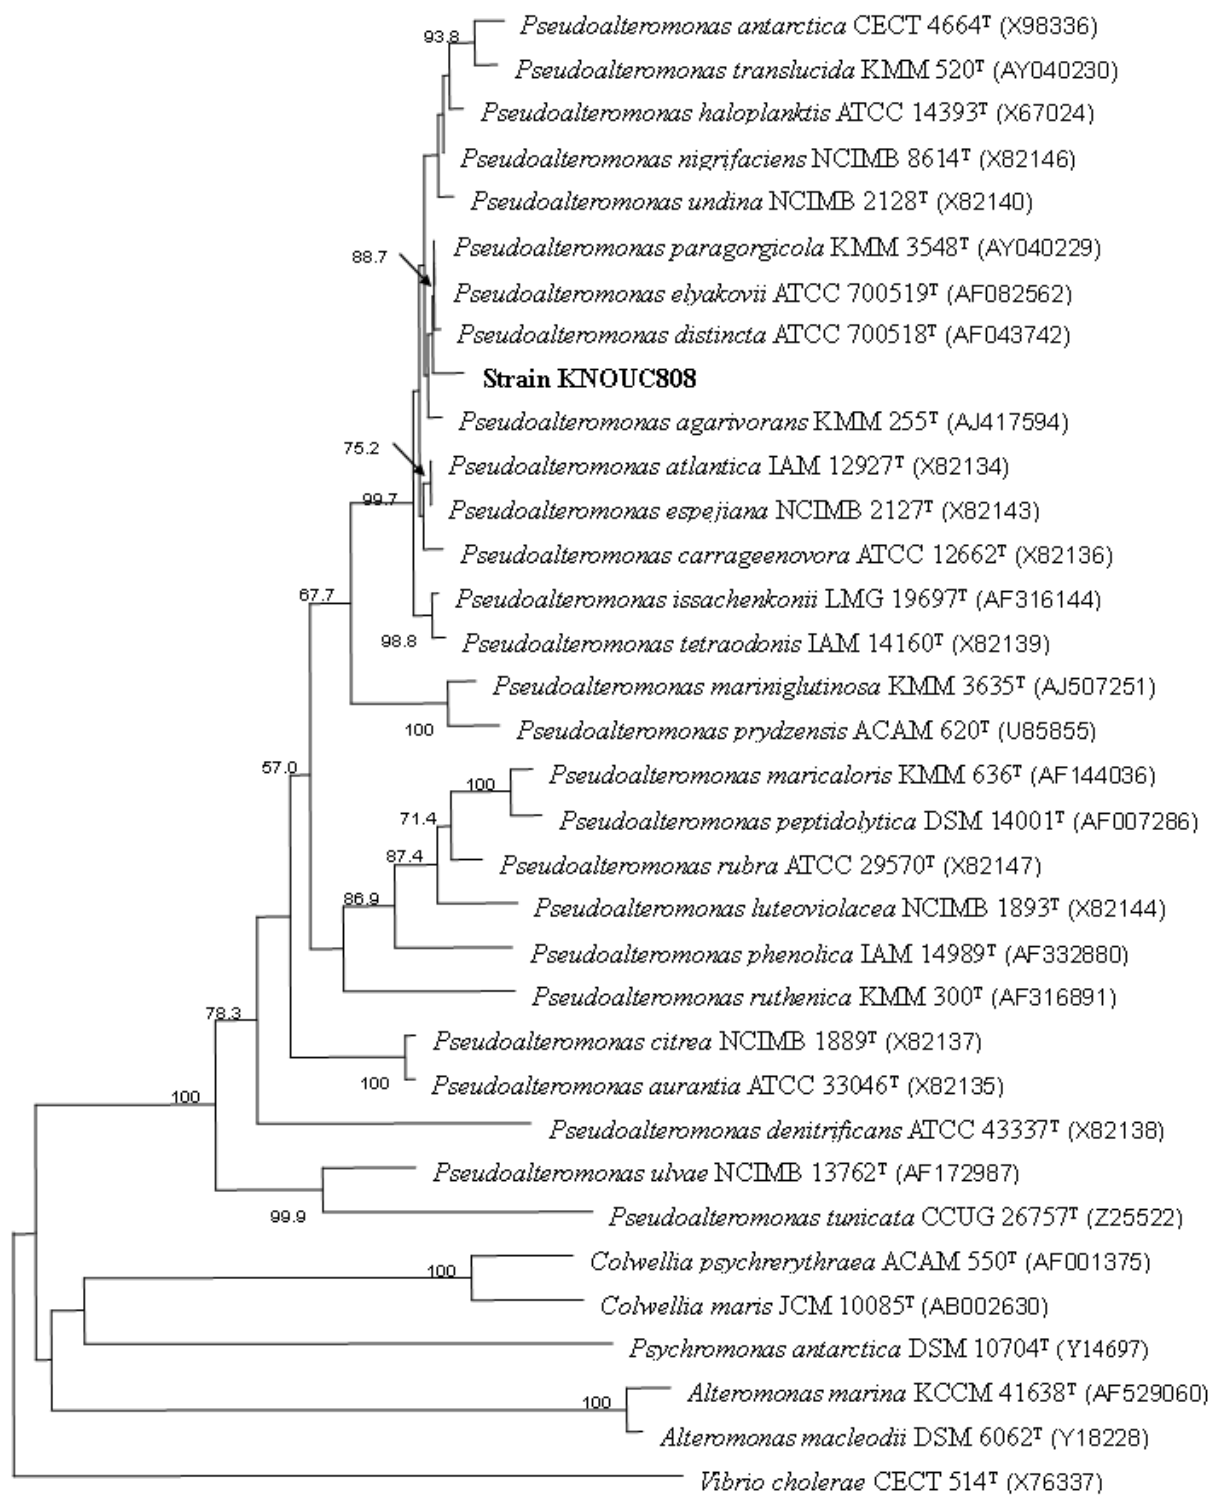 Pseudoalteromonas antarctica CECT 4664ᵀ (X98336)
93.8
Pseudoalteromonas translucida KMM 520ᵀ (AY040230)
Pseudoalteromonas haloplanktis ATCC 14393ᵀ (X67024)
Pseudoalteromonas nigrifaciens NCIMB 8614ᵀ (X82146)
Pseudoalteromonas undina NCIMB 2128ᵀ (X82140)
Pseudoalteromonas paragorgicola KMM 3548ᵀ (AY040229)
88.7
Pseudoalteromonas elyakovii ATCC 700519ᵀ (AF082562)
Pseudoalteromonas distincta ATCC 700518ᵀ (AF043742)
Strain KNOUC808
Pseudoalteromonas agarivorans KMM 255ᵀ (AJ417594)
75.2
Pseudoalteromonas atlantica IAM 12927ᵀ (X82134)
99.7
Pseudoalteromonas espejiana NCIMB 2127ᵀ (X82143)
Pseudoalteromonas carrageenovora ATCC 12662ᵀ (X82136)
67.7
Pseudoalteromonas issachenkonii LMG 19697ᵀ (AF316144)
98.8
Pseudoalteromonas tetraodonis IAM 14160ᵀ (X82139)
Pseudoalteromonas mariniglutinosa KMM 3635ᵀ (AJ507251)
100
Pseudoalteromonas prydzensis ACAM 620ᵀ (U85855)
57.0
Pseudoalteromonas maricaloris KMM 636ᵀ (AF144036)
100
71.4
Pseudoalteromonas peptidolytica DSM 14001ᵀ (AF007286)
87.4
Pseudoalteromonas rubra ATCC 29570ᵀ (X82147)
86.9
Pseudoalteromonas luteoviolacea NCIMB 1893ᵀ (X82144)
Pseudoalteromonas phenolica IAM 14989ᵀ (AF332880)
Pseudoalteromonas ruthenica KMM 300ᵀ (AF316891)
78.3
Pseudoalteromonas citrea NCIMB 1889ᵀ (X82137)
100
Pseudoalteromonas aurantia ATCC 33046ᵀ (X82135)
100
Pseudoalteromonas denitrificans ATCC 43337ᵀ (X82138)
Pseudoalteromonas ulvae NCIMB 13762ᵀ (AF172987)
99.9
Pseudoalteromonas tunicata CCUG 26757ᵀ (Z25522)
Colwellia psychrerythraea ACAM 550ᵀ (AF001375)
100
Colwellia maris JCM 10085ᵀ (AB002630)
Psychromonas antarctica DSM 10704ᵀ (Y14697)
Alteromonas marina KCCM 41638ᵀ (AF529060)
100
Alteromonas macleodii DSM 6062ᵀ (Y18228)
Vibrio cholerae CECT 514ᵀ (X76337)